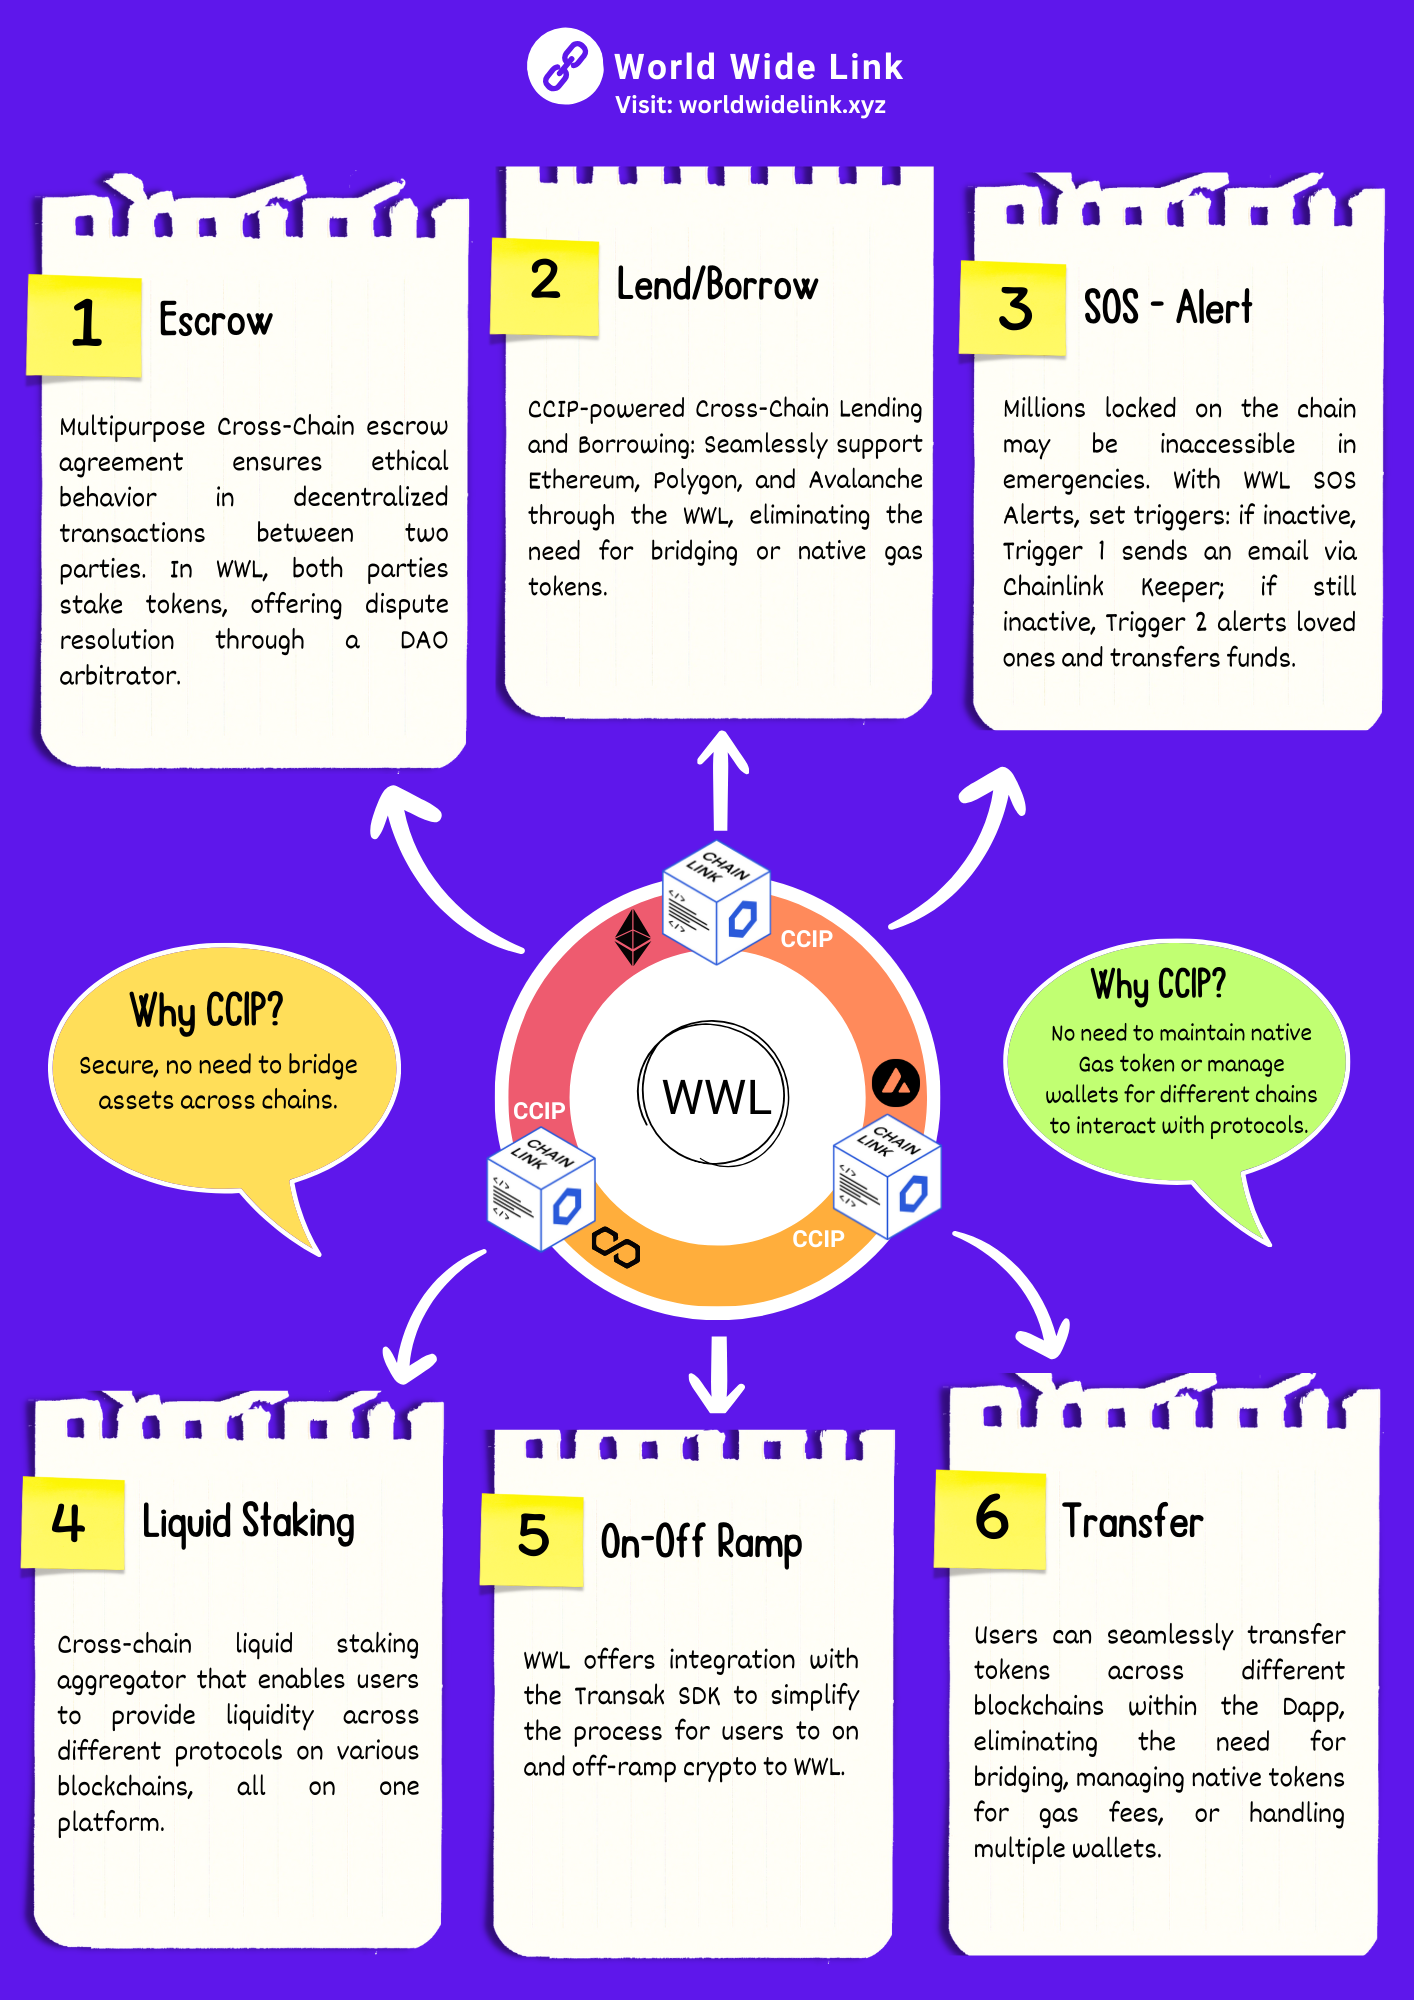 World Wide Link
Visit: worldwidelink.xyz
1
Escrow
Multipurpose Cross-Chain escrow
agreement ensures ethical
behavior in decentralized
transactions between two
parties. In WWL, both parties
stake tokens, offering dispute
resolution through a DAO
arbitrator.
2
Lend/Borrow
CCIP-powered Cross-Chain Lending
and Borrowing: Seamlessly support
Ethereum, Polygon, and Avalanche
through the WWL, eliminating the
need for bridging or native gas
tokens.
3
SOS - Alert
Millions locked on the chain
may be inaccessible in
emergencies. With WWL SOS
Alerts, set triggers: if inactive,
Trigger 1 sends an email via
Chainlink Keeper; if still
inactive, Trigger 2 alerts loved
ones and transfers funds.
Why CCIP?
Secure, no need to bridge
assets across chains.
CHAIN
LINK
</>
</>
CCIP
WWL
CCIP
CHAIN
LINK
</>
</>
CHAIN
LINK
</>
</>
CCIP
Why CCIP?
No need to maintain native
Gas token or manage
wallets for different chains
to interact with protocols.
4
Liquid Staking
Cross-chain liquid staking
aggregator that enables users
to provide liquidity across
different protocols on various
blockchains, all on one
platform.
5
On-Off Ramp
WWL offers integration with
the Transak SDK to simplify
the process for users to on
and off-ramp crypto to WWL.
6
Transfer
Users can seamlessly transfer
tokens across different
blockchains within the Dapp,
eliminating the need for
bridging, managing native tokens
for gas fees, or handling
multiple wallets.